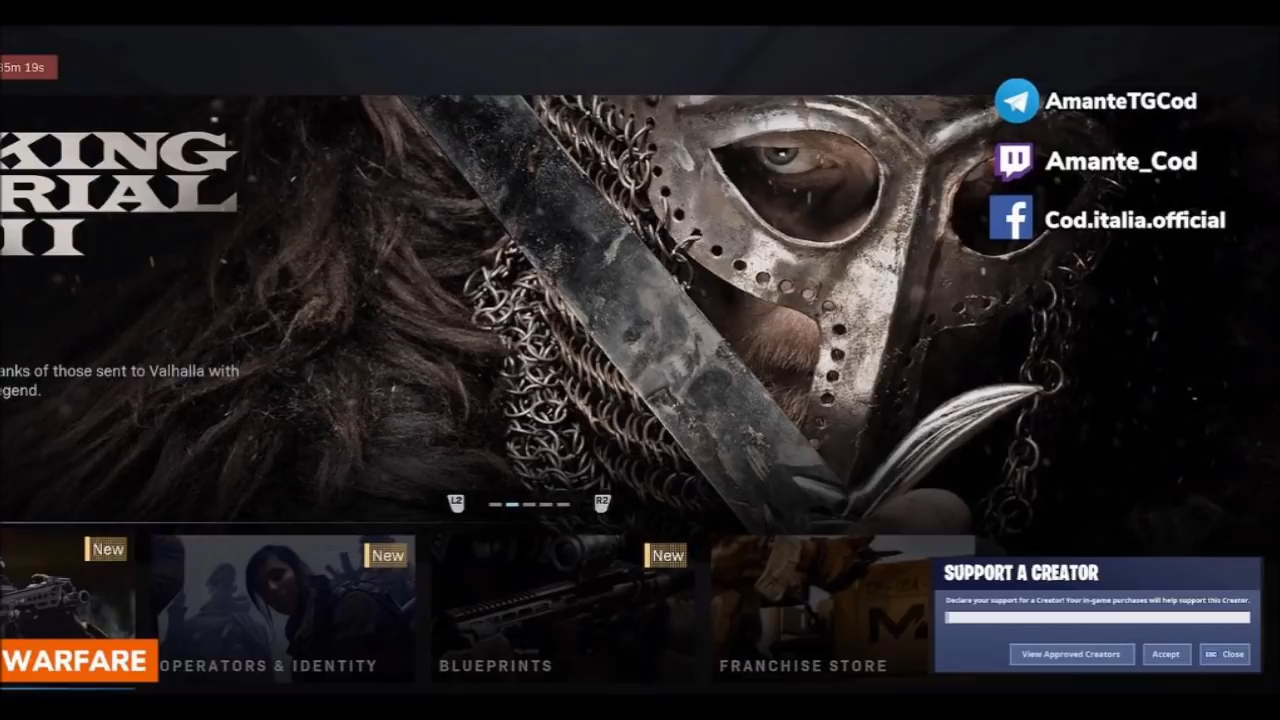 35m 19s
KING
RIAL
II
anks of those sent to Valhalla with
egend.
AmanteTGCod
Amante_Cod
Cod.italia.official
L2
R2
New
New
New
WARFARE
OPERATORS & IDENTITY
BLUEPRINTS
FRANCHISE STORE
SUPPORT A CREATOR
Declare your support for a Creator! Your in-game purchases will help support this Creator.
View Approved Creators
Accept
ESC Close